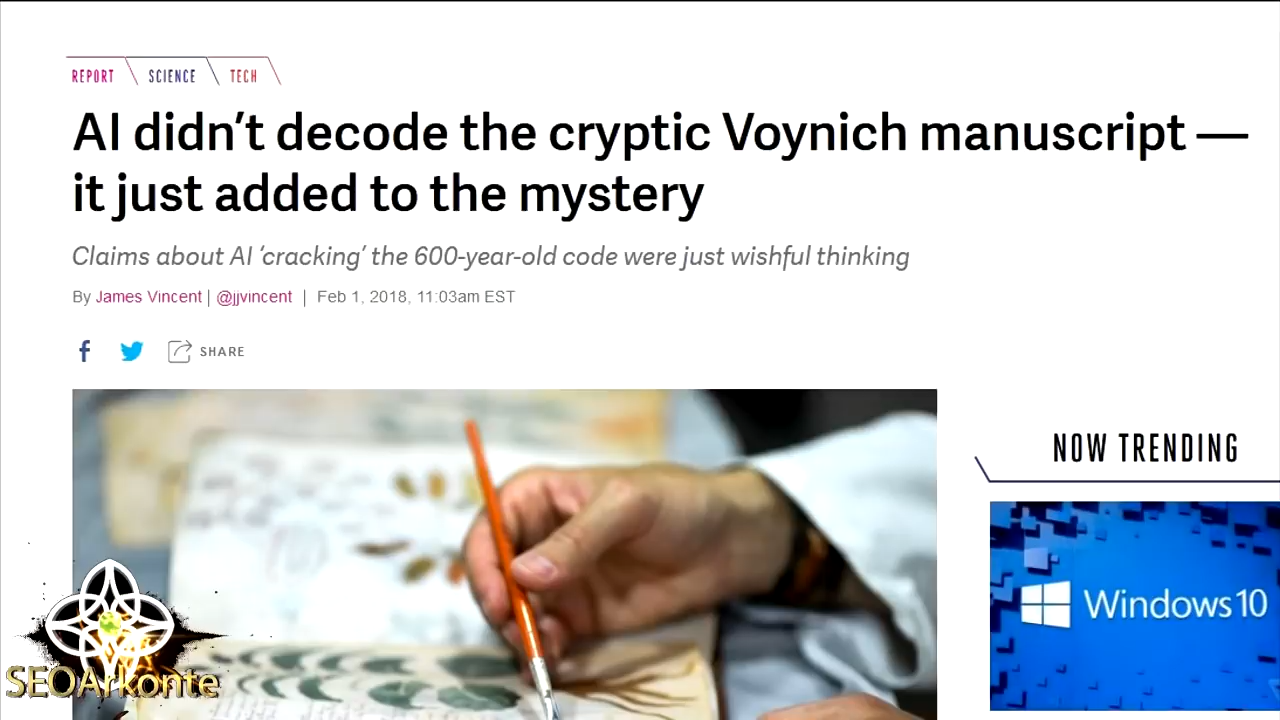 REPORT SCIENCE TECH
AI didn't decode the cryptic Voynich manuscript —
it just added to the mystery
Claims about AI 'cracking' the 600-year-old code were just wishful thinking
By James Vincent | @jjvincent | Feb 1, 2018, 11:03am EST
SHARE
NOW TRENDING
Windows 10
SEOArkonte